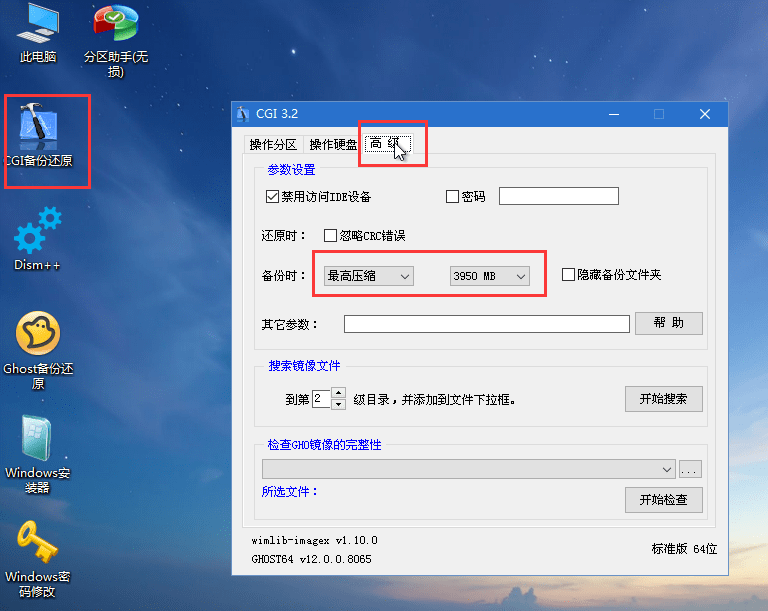 此电脑
分区助手(无
损)
CGI备份还原
Dism++
Ghost备份还
原
Windows安
装器
Windows密
码修改
CGI 3.2
操作分区 操作硬盘 高 级
参数设置
禁用访问IDE设备 密码
还原时： 忽略CRC错误
备份时： 最高压缩 3950 MB 隐藏备份文件夹
其它参数： 帮 助
搜索镜像文件
到第 2 级目录，并添加到文件下拉框。 开始搜索
检查GHO镜像的完整性
...
所选文件：
开始检查
wimlib-imagex v1.10.0
GHOST64 v12.0.0.8065
标准版 64位